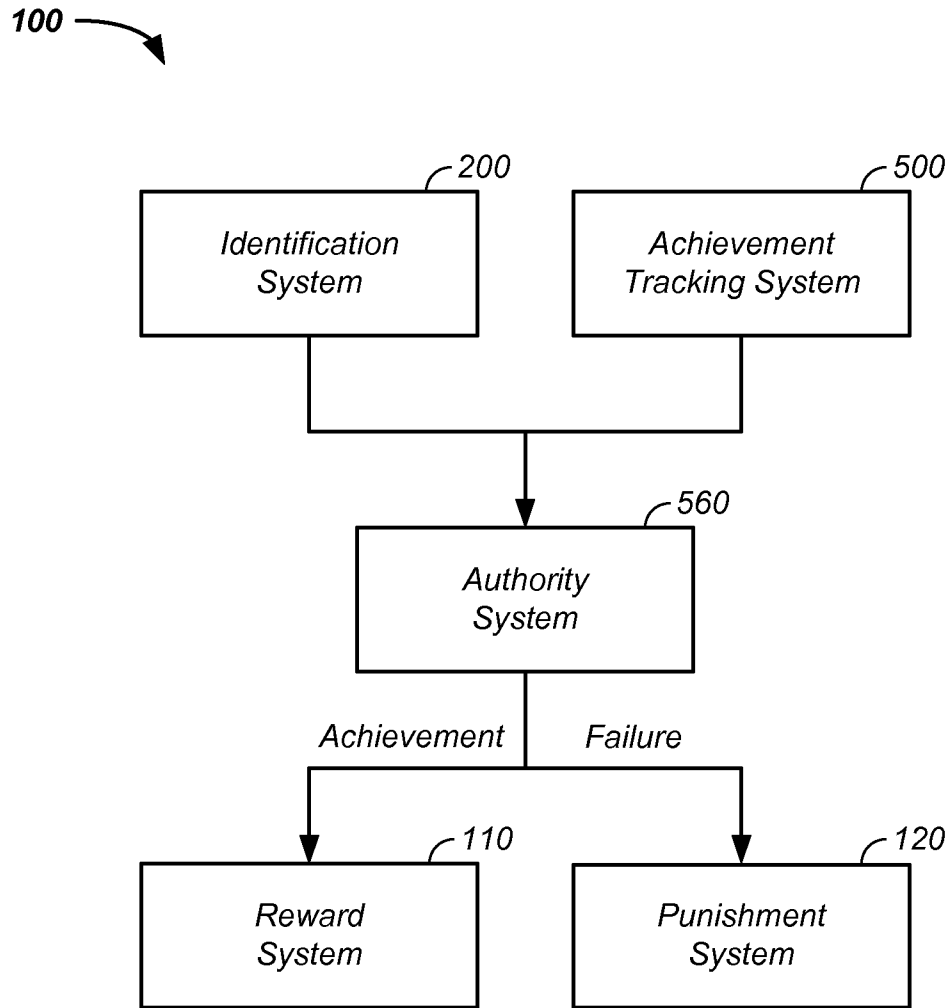 100
200
500
Identification
System
Achievement
Tracking System
560
Authority
System
Achievement
Failure
110
120
Reward
System
Punishment
System